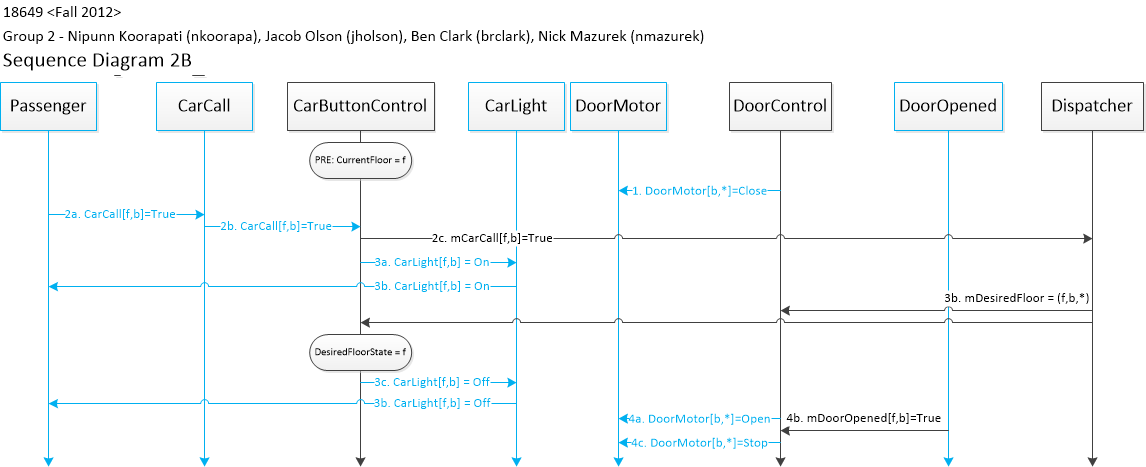 18649 <Fall 2012>
Group 2 - Nipunn Koorapati (nkoorapa), Jacob Olson (jholson), Ben Clark (brclark), Nick Mazurek (nmazurek)
Sequence Diagram 2B
Passenger CarCall CarButtonControl CarLight DoorMotor DoorControl DoorOpened Dispatcher
PRE: CurrentFloor = f
1. DoorMotor[b,*]=Close
2a. CarCall[f,b]=True
2b. CarCall[f,b]=True
2c. mCarCall[f,b]=True
3a. CarLight[f,b] = On
3b. CarLight[f,b] = On
3b. mDesiredFloor = (f,b,*)
DesiredFloorState = f
3c. CarLight[f,b] = Off
3b. CarLight[f,b] = Off
4a. DoorMotor[b,*]=Open
4b. mDoorOpened[f,b]=True
4c. DoorMotor[b,*]=Stop